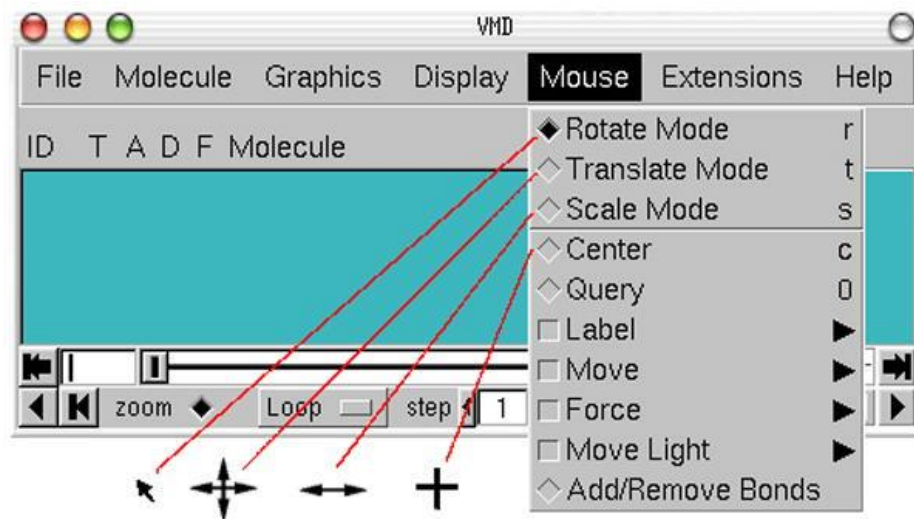 VMD
File Molecule Graphics Display Mouse Extensions Help
ID T A D F Molecule
Rotate Mode r
Translate Mode t
Scale Mode s
Center c
Query 0
Label
Move
Force
Move Light
Add/Remove Bonds
zoom Loop step 1